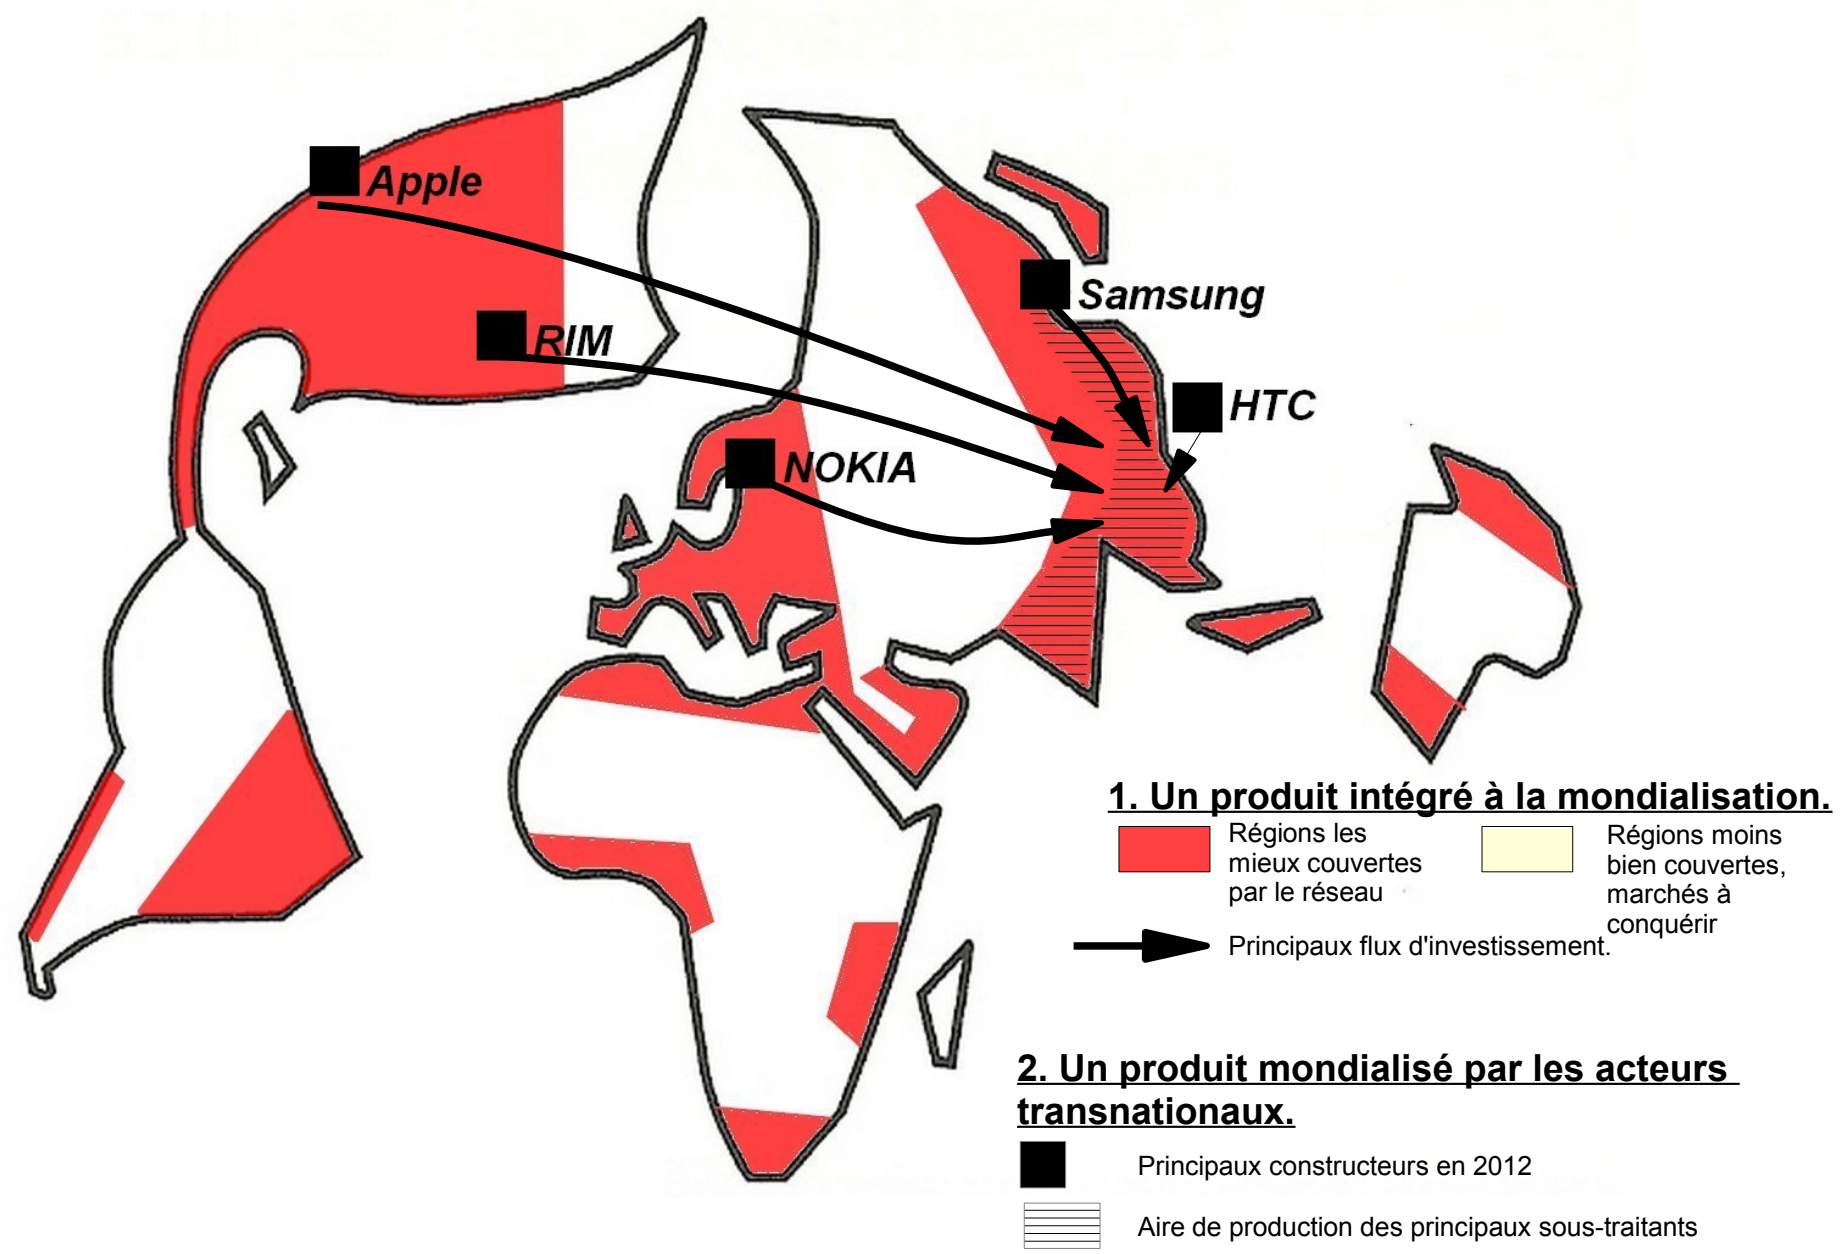 Apple
RIM
NOKIA
Samsung
HTC
1. Un produit intégré à la mondialisation.
Régions les
mieux couvertes
par le réseau
Régions moins
bien couvertes,
marchés à
conquérir
Principaux flux d'investissement.
2. Un produit mondialisé par les acteurs
transnationaux.
Principaux constructeurs en 2012
Aire de production des principaux sous-traitants